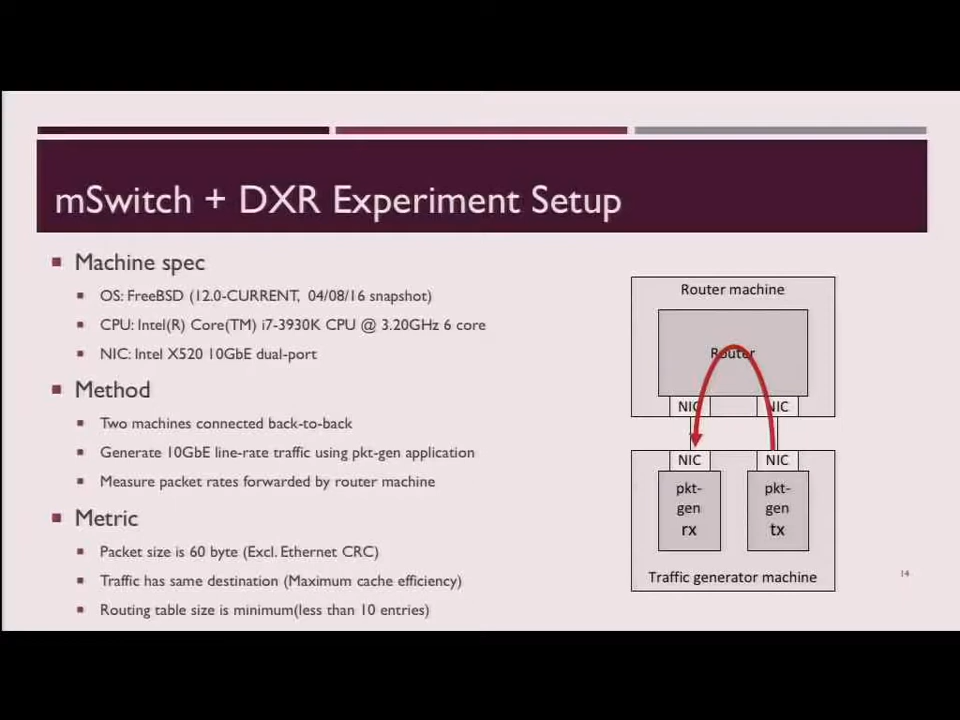 mSwitch + DXR Experiment Setup
Machine spec
OS: FreeBSD (12.0-CURRENT, 04/08/16 snapshot)
CPU: Intel(R) Core(TM) i7-3930K CPU @ 3.20GHz 6 core
NIC: Intel X520 10GbE dual-port
Method
Two machines connected back-to-back
Generate 10GbE line-rate traffic using pkt-gen application
Measure packet rates forwarded by router machine
Metric
Packet size is 60 byte (Excl. Ethernet CRC)
Traffic has same destination (Maximum cache efficiency)
Routing table size is minimum(less than 10 entries)
Router machine
Router
NIC NIC
NIC NIC
pkt- pkt-
gen gen
rx tx
Traffic generator machine
14